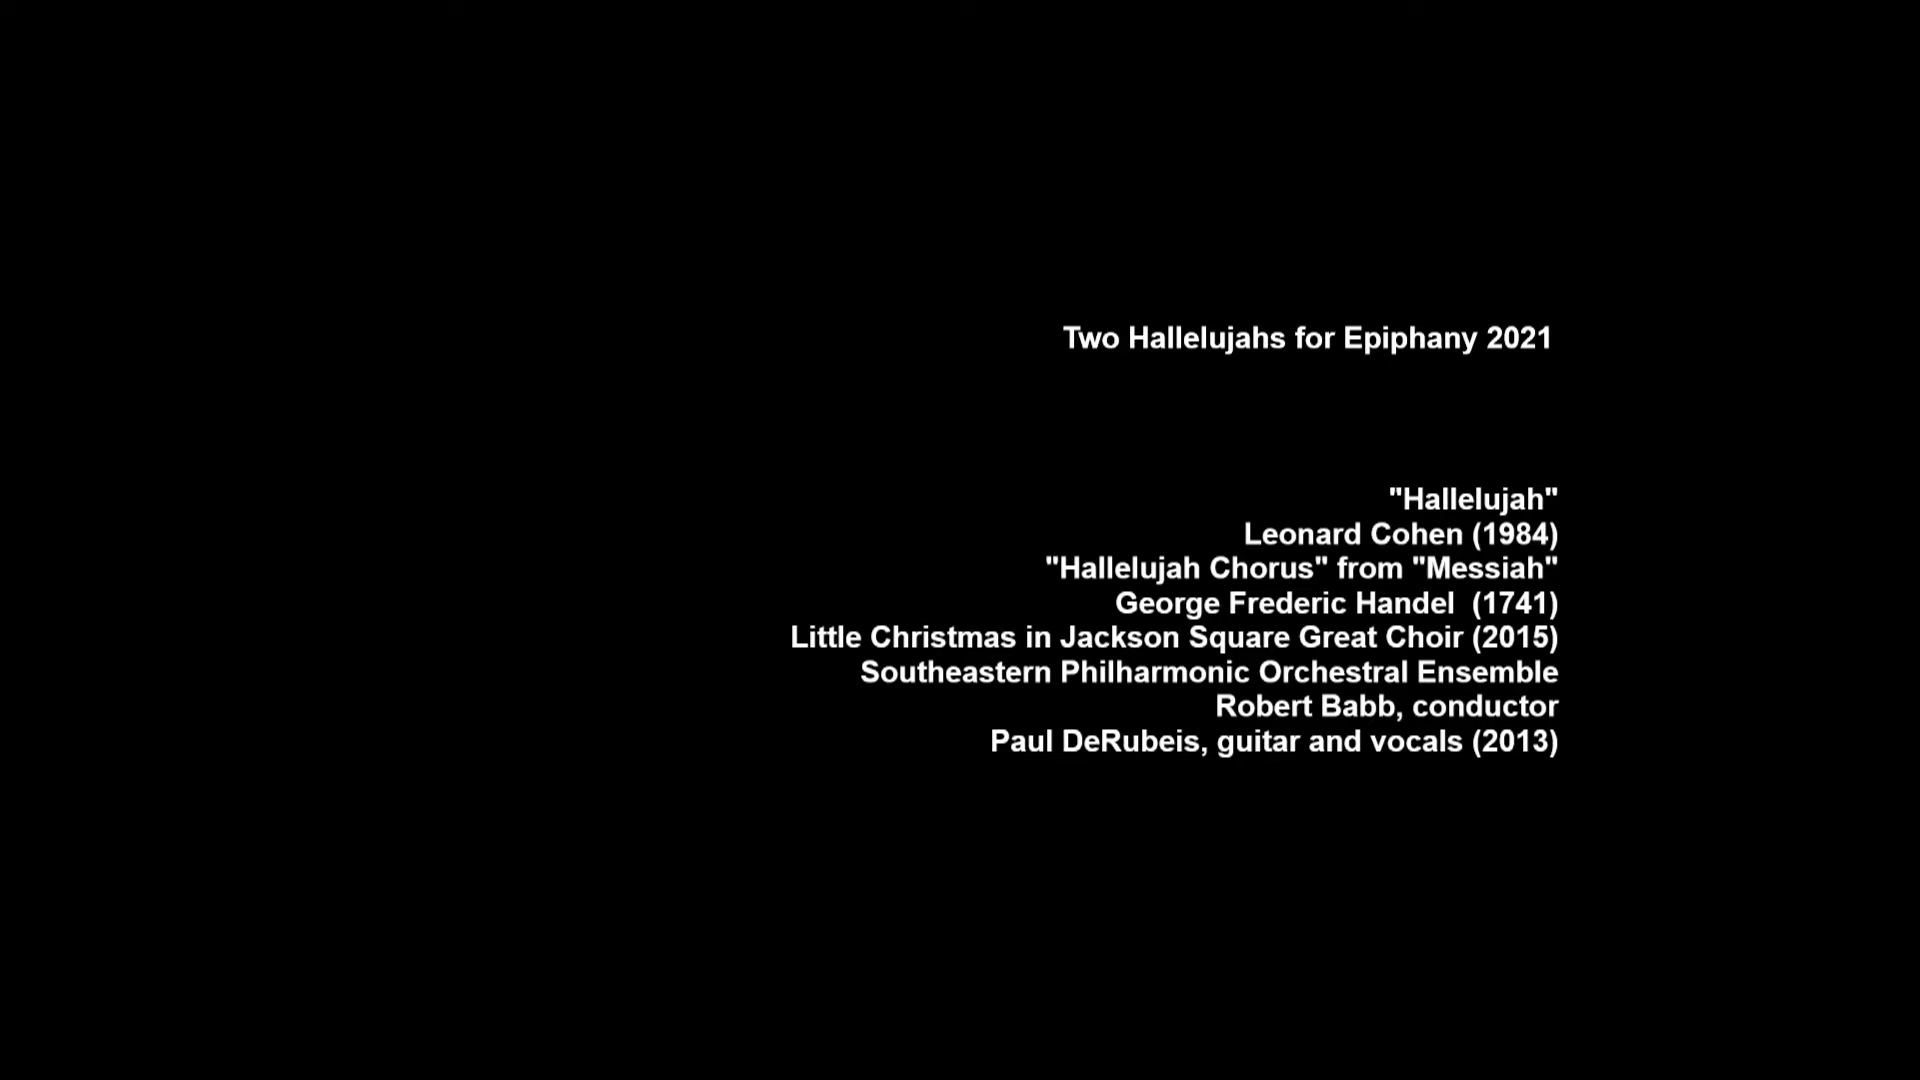 Two Hallelujahs for Epiphany 2021
"Hallelujah"
Leonard Cohen (1984)
"Hallelujah Chorus" from "Messiah"
George Frederic Handel  (1741)
Little Christmas in Jackson Square Great Choir (2015)
Southeastern Philharmonic Orchestral Ensemble
Robert Babb, conductor
Paul DeRubeis, guitar and vocals (2013)